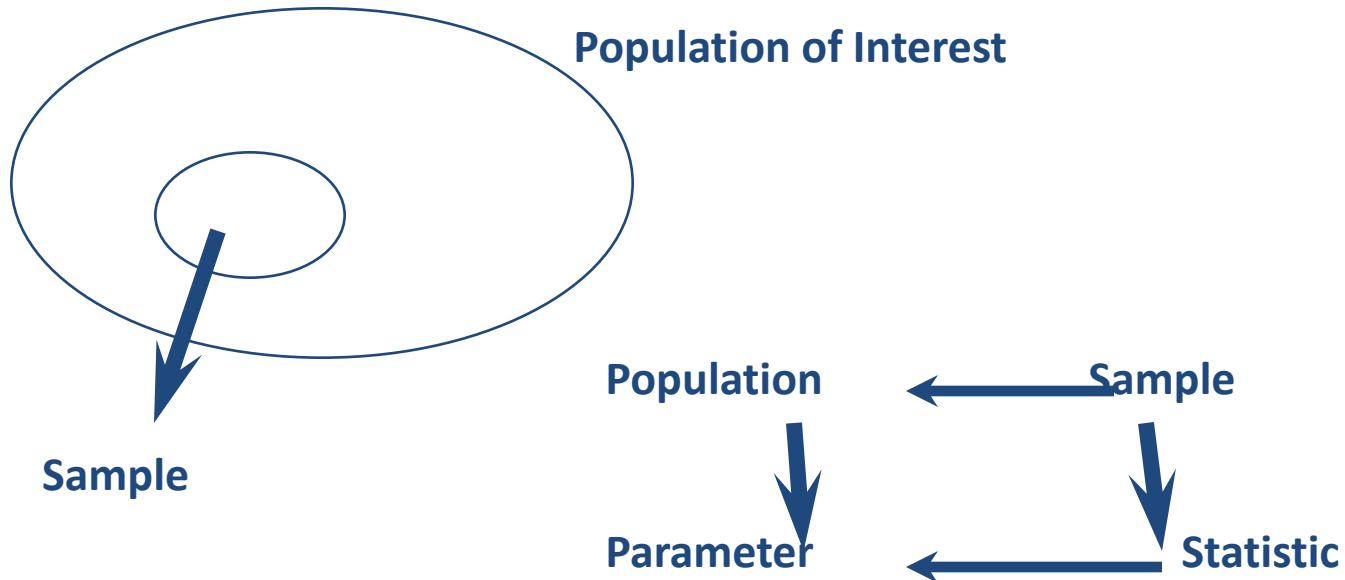 Population of Interest
Population Sample
Sample
Parameter Statistic